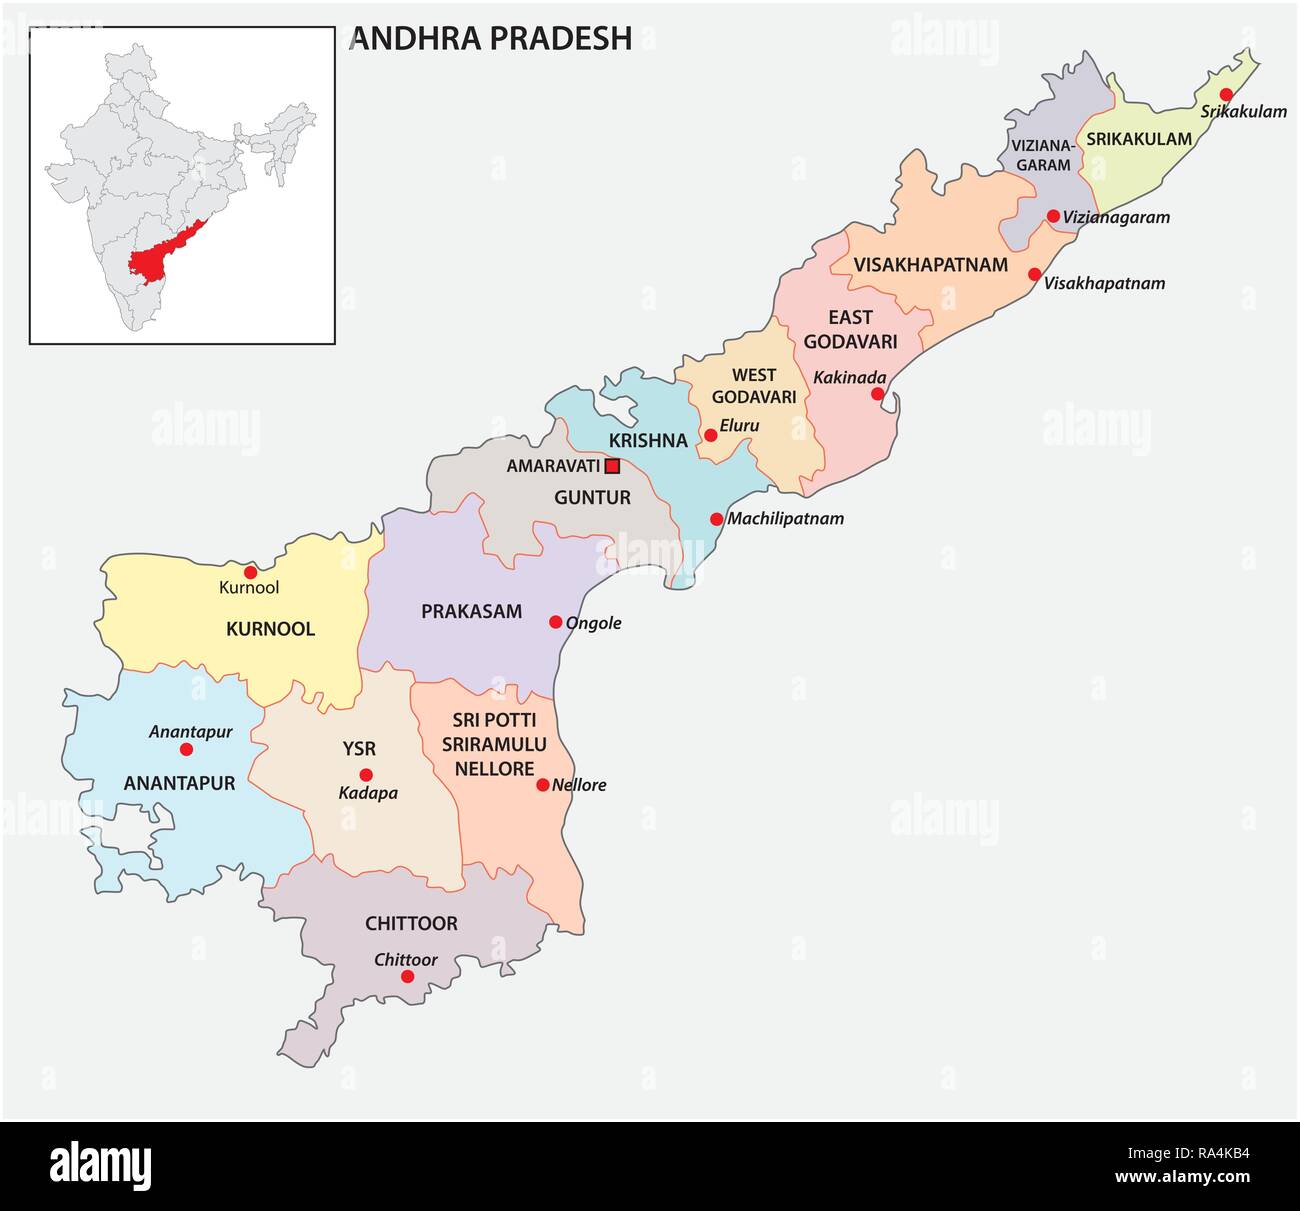 ANDHRA PRADESH
Srikakulam
SRIKAKULAM
VIZIANA-
GARAM
Vizianagaram
VISAKHAPATNAM
Visakhapatnam
EAST
GODAVARI
Kakinada
WEST
GODAVARI
Eluru
KRISHNA
AMARAVATI
GUNTUR
Machilipatnam
Kurnool
KURNOOL
PRAKASAM
Ongole
SRI POTTI
SRIRAMULU
NELLORE
Nellore
YSR
Kadapa
Anantapur
ANANTAPUR
CHITTOOR
Chittoor
alamy
alamy
alamy
alamy
alamy
alamy
alamy
a
a
a
a
a
a
a
a
a
a
a
a
alamy
Image ID: RA4KB4
www.alamy.com